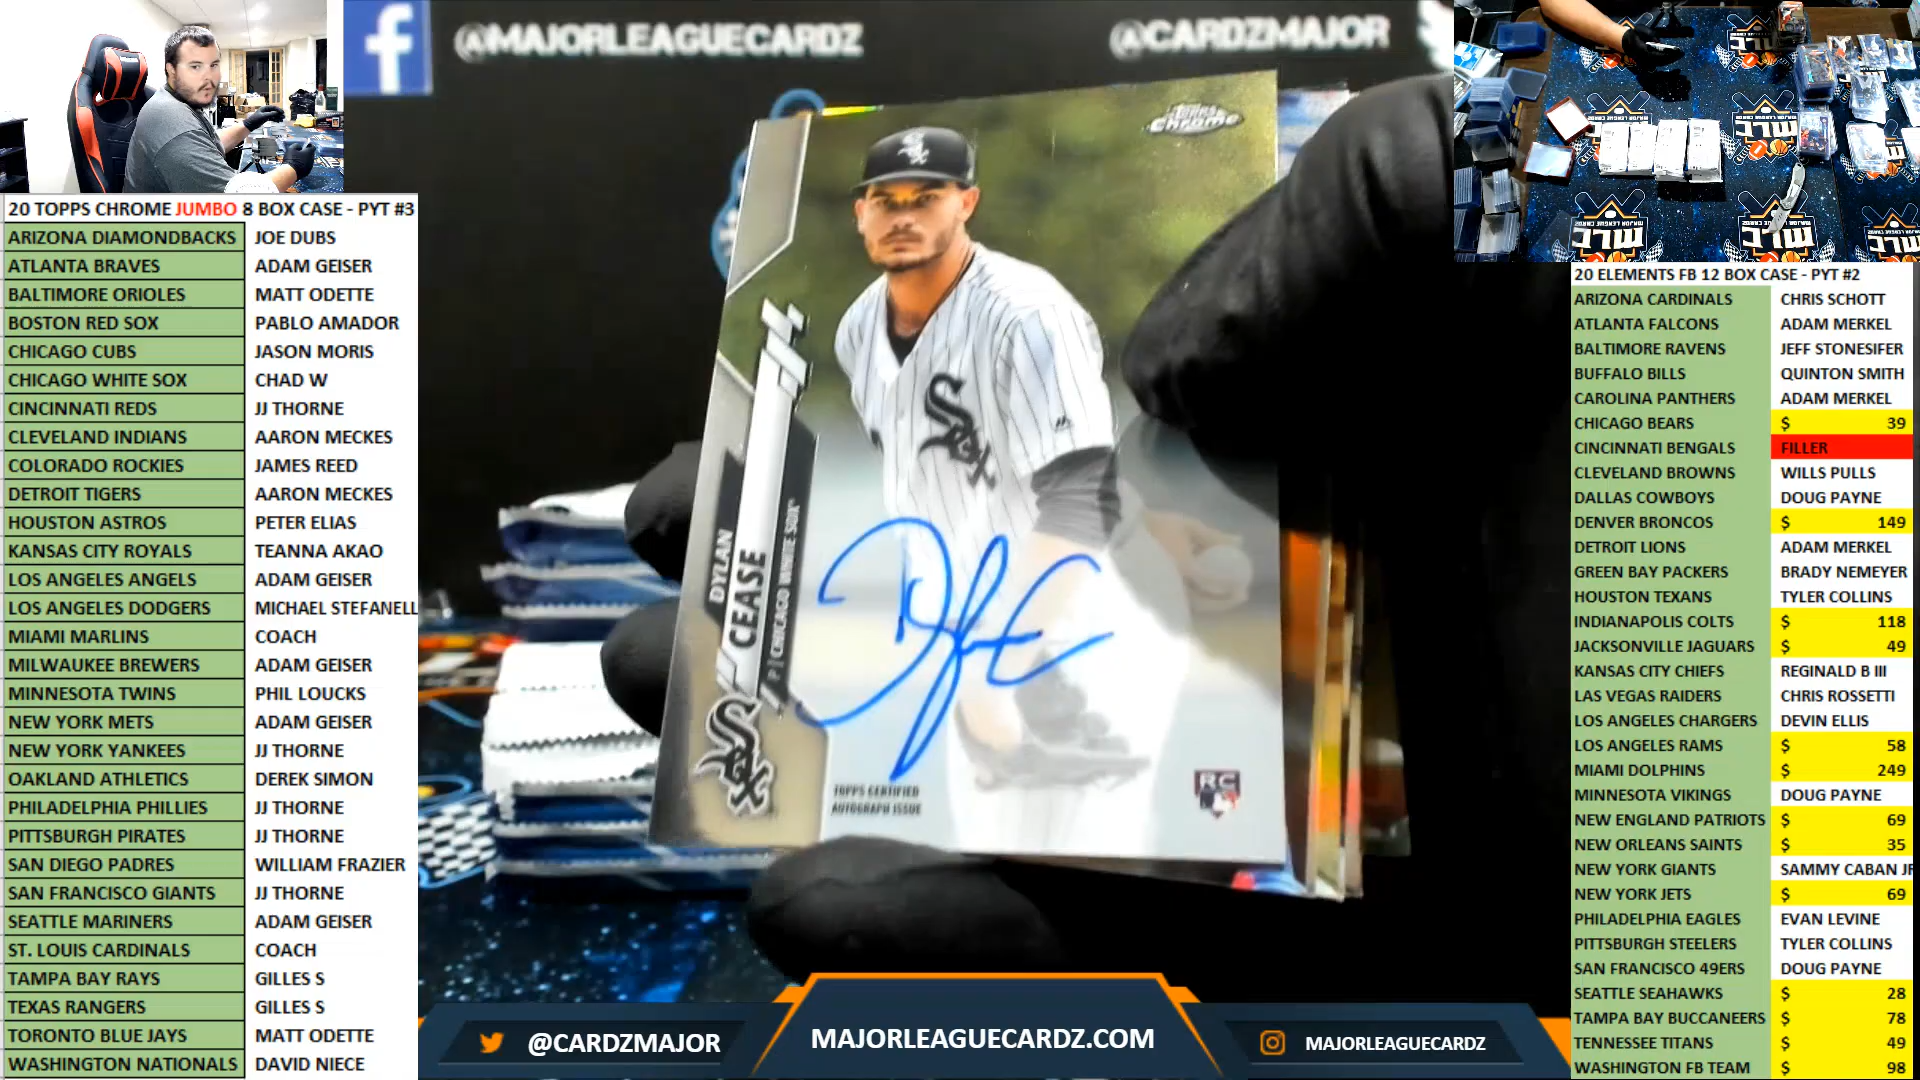 @MAJORLEAGUECARDZ
@CARDZMAJOR
20 TOPPS CHROME JUMBO 8 BOX CASE - PYT #3
ARIZONA DIAMONDBACKS JOE DUBS
ATLANTA BRAVES ADAM GEISER
BALTIMORE ORIOLES MATT ODETTE
BOSTON RED SOX PABLO AMADOR
CHICAGO CUBS JASON MORIS
CHICAGO WHITE SOX CHAD W
CINCINNATI REDS JJ THORNE
CLEVELAND INDIANS AARON MECKES
COLORADO ROCKIES JAMES REED
DETROIT TIGERS AARON MECKES
HOUSTON ASTROS PETER ELIAS
KANSAS CITY ROYALS TEANNA AKAO
LOS ANGELES ANGELS ADAM GEISER
LOS ANGELES DODGERS MICHAEL STEFANELL
MIAMI MARLINS COACH
MILWAUKEE BREWERS ADAM GEISER
MINNESOTA TWINS PHIL LOUCKS
NEW YORK METS ADAM GEISER
NEW YORK YANKEES JJ THORNE
OAKLAND ATHLETICS DEREK SIMON
PHILADELPHIA PHILLIES JJ THORNE
PITTSBURGH PIRATES JJ THORNE
SAN DIEGO PADRES WILLIAM FRAZIER
SAN FRANCISCO GIANTS JJ THORNE
SEATTLE MARINERS ADAM GEISER
ST. LOUIS CARDINALS COACH
TAMPA BAY RAYS GILLES S
TEXAS RANGERS GILLES S
TORONTO BLUE JAYS MATT ODETTE
WASHINGTON NATIONALS DAVID NIECE
Topps
Chrome
Sox
DYLAN
CEASE
P | CHICAGO WHITE SOX
Sox
TOPPS CERTIFIED
AUTOGRAPH ISSUE
RC
@CARDZMAJOR
MAJORLEAGUECARDZ.COM
MAJORLEAGUECARDZ
20 ELEMENTS FB 12 BOX CASE - PYT #2
ARIZONA CARDINALS CHRIS SCHOTT
ATLANTA FALCONS ADAM MERKEL
BALTIMORE RAVENS JEFF STONESIFER
BUFFALO BILLS QUINTON SMITH
CAROLINA PANTHERS ADAM MERKEL
CHICAGO BEARS $ 39
CINCINNATI BENGALS FILLER
CLEVELAND BROWNS WILLS PULLS
DALLAS COWBOYS DOUG PAYNE
DENVER BRONCOS $ 149
DETROIT LIONS ADAM MERKEL
GREEN BAY PACKERS BRADY NEMEYER
HOUSTON TEXANS TYLER COLLINS
INDIANAPOLIS COLTS $ 118
JACKSONVILLE JAGUARS $ 49
KANSAS CITY CHIEFS REGINALD B III
LAS VEGAS RAIDERS CHRIS ROSSETTI
LOS ANGELES CHARGERS DEVIN ELLIS
LOS ANGELES RAMS $ 58
MIAMI DOLPHINS $ 249
MINNESOTA VIKINGS DOUG PAYNE
NEW ENGLAND PATRIOTS $ 69
NEW ORLEANS SAINTS $ 35
NEW YORK GIANTS SAMMY CABAN JR
NEW YORK JETS $ 69
PHILADELPHIA EAGLES EVAN LEVINE
PITTSBURGH STEELERS TYLER COLLINS
SAN FRANCISCO 49ERS DOUG PAYNE
SEATTLE SEAHAWKS $ 28
TAMPA BAY BUCCANEERS $ 78
TENNESSEE TITANS $ 49
WASHINGTON FB TEAM $ 98